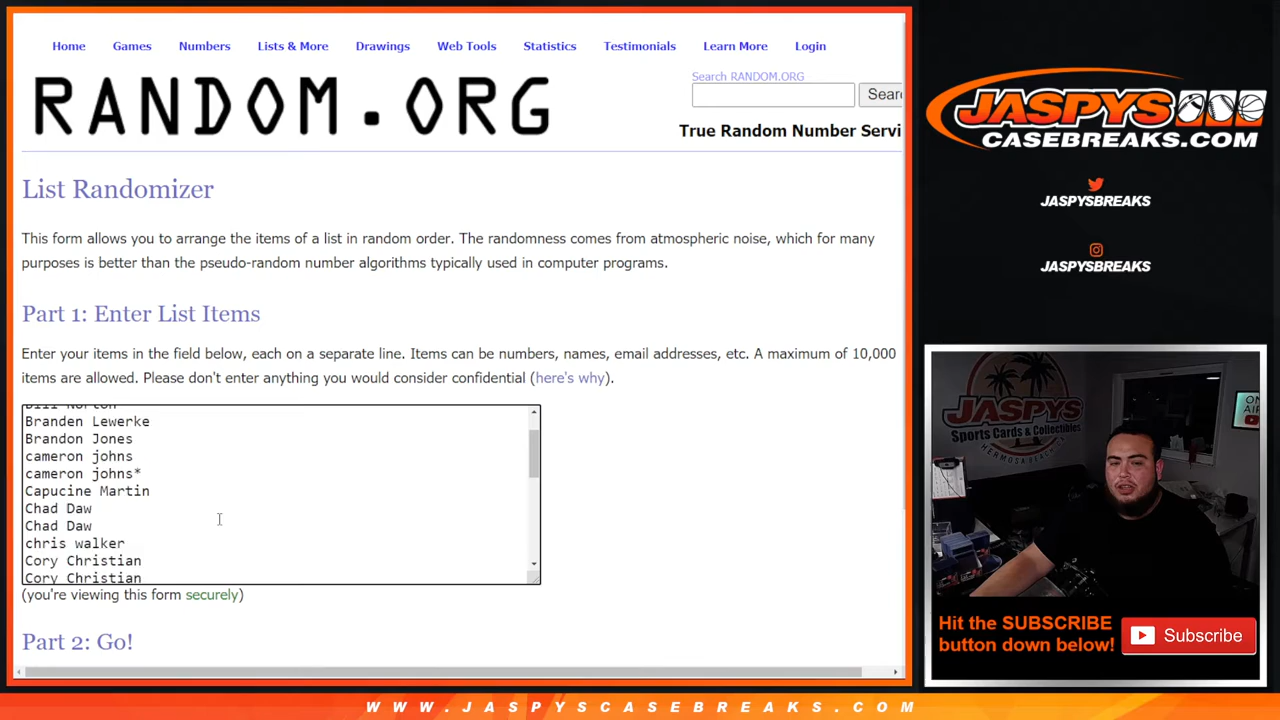 Home Games Numbers Lists & More Drawings Web Tools Statistics Testimonials Learn More Login
RANDOM.ORG
Search RANDOM.ORG
Sear
True Random Number Servi
List Randomizer
This form allows you to arrange the items of a list in random order. The randomness comes from atmospheric noise, which for many
purposes is better than the pseudo-random number algorithms typically used in computer programs.
Part 1: Enter List Items
Enter your items in the field below, each on a separate line. Items can be numbers, names, email addresses, etc. A maximum of 10,000
items are allowed. Please don't enter anything you would consider confidential (here's why).
Bill Norton
Branden Lewerke
Brandon Jones
cameron johns
cameron johns*
Capucine Martin
Chad Daw
Chad Daw
chris walker
Cory Christian
Cory Christian
(you're viewing this form securely)
Part 2: Go!
JASPYS
CASEBREAKS.COM
JASPYSBREAKS
JASPYSBREAKS
JASPYS
Sports Cards & Collectibles
HERMOSA BEACH
ON
AIR
Hit the SUBSCRIBE
button down below!
Subscribe
WWW.JASPYSCASEBREAKS.COM